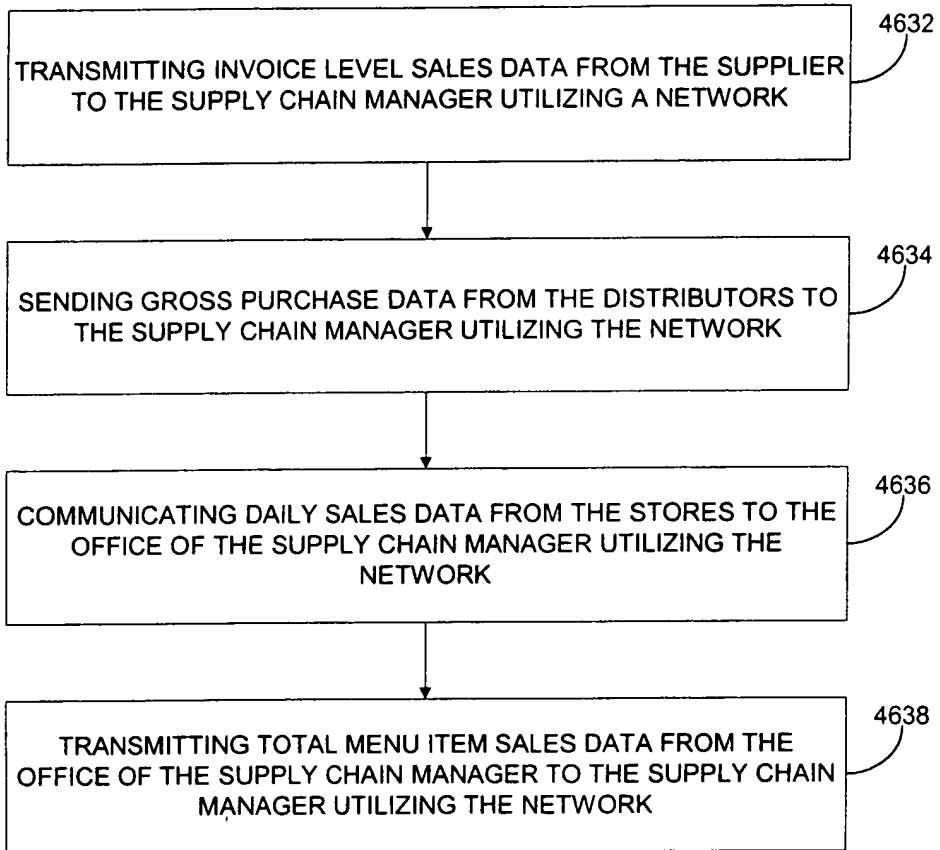 4632
TRANSMITTING INVOICE LEVEL SALES DATA FROM THE SUPPLIER
TO THE SUPPLY CHAIN MANAGER UTILIZING A NETWORK
4634
SENDING GROSS PURCHASE DATA FROM THE DISTRIBUTORS TO
THE SUPPLY CHAIN MANAGER UTILIZING THE NETWORK
4636
COMMUNICATING DAILY SALES DATA FROM THE STORES TO THE
OFFICE OF THE SUPPLY CHAIN MANAGER UTILIZING THE
NETWORK
4638
TRANSMITTING TOTAL MENU ITEM SALES DATA FROM THE
OFFICE OF THE SUPPLY CHAIN MANAGER TO THE SUPPLY CHAIN
MANAGER UTILIZING THE NETWORK